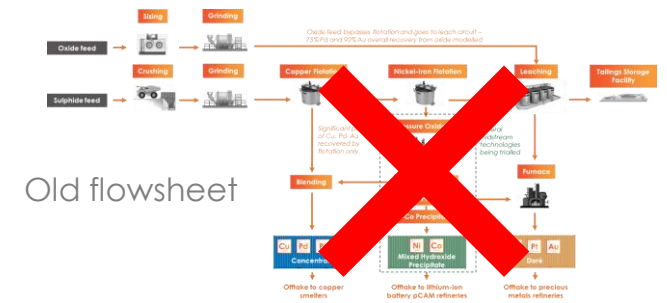 Sizing
Grinding
Oxide feed bypasses flotation and goes to leach circuit –
75% Pd and 90% Au overall recovery from oxide modelled
Oxide feed
Crushing
Grinding
Copper Flotation
Nickel-Iron Flotation
Leaching
Tailings Storage
Facility
Sulphide feed
Significant
of Cu, Pd, Au
recovered by
flotation only
technologies
being trialled
Blending
Furnace
Old flowsheet
Co Precipita
Cu
Pd
Ni
Co
Pt
Au
Concentra
Mixed Hydroxide
Precipitate
Doré
Offtake to copper
smelters
Offtake to lithium-ion
battery pCAM refineries
Offtake to precious
metals refineries